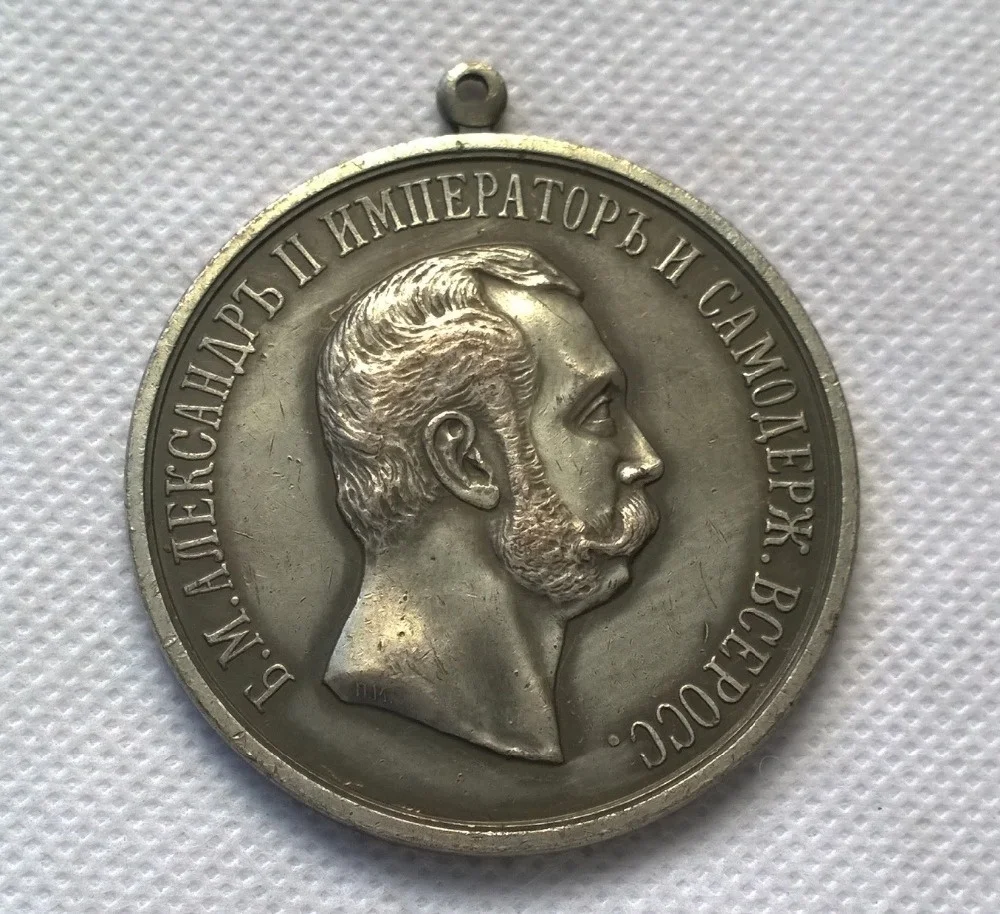 Б. М. АЛЕКСАНДРЪ II ИМПЕРАТОРЪ И САМОДЕРЖ. ВСЕРОСС.